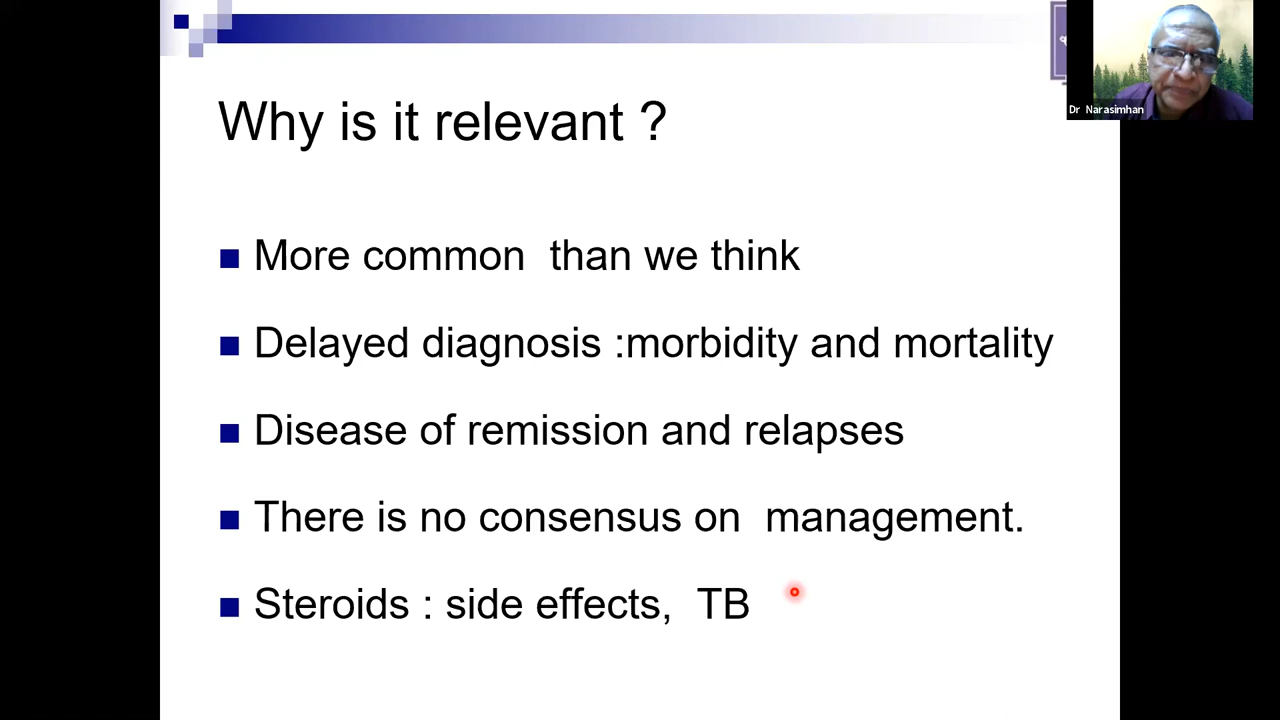 Why is it relevant ?
More common than we think
Delayed diagnosis :morbidity and mortality
Disease of remission and relapses
There is no consensus on management.
Steroids : side effects, TB
Dr Narasimhan